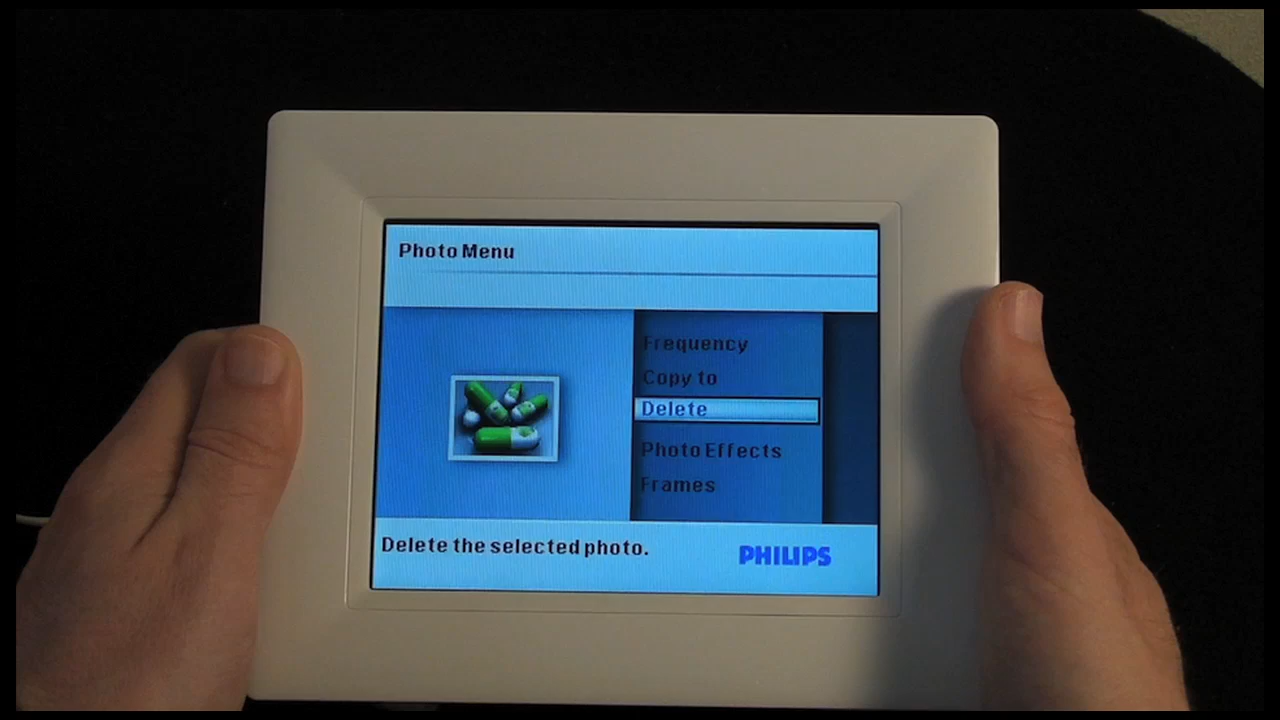 Photo Menu
Frequency
Copy to
Delete
Photo Effects
Frames
Delete the selected photo.
PHILIPS